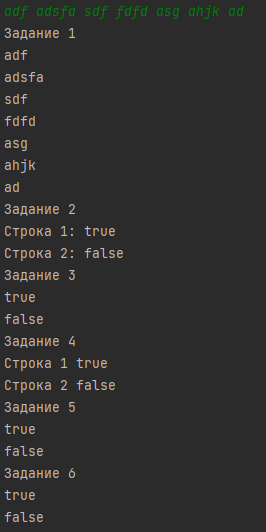 adf adsfa sdf fdfd asg ahjk ad
Задание 1
adf
adsfa
sdf
fdfd
asg
ahjk
ad
Задание 2
Строка 1: true
Строка 2: false
Задание 3
true
false
Задание 4
Строка 1 true
Строка 2 false
Задание 5
true
false
Задание 6
true
false